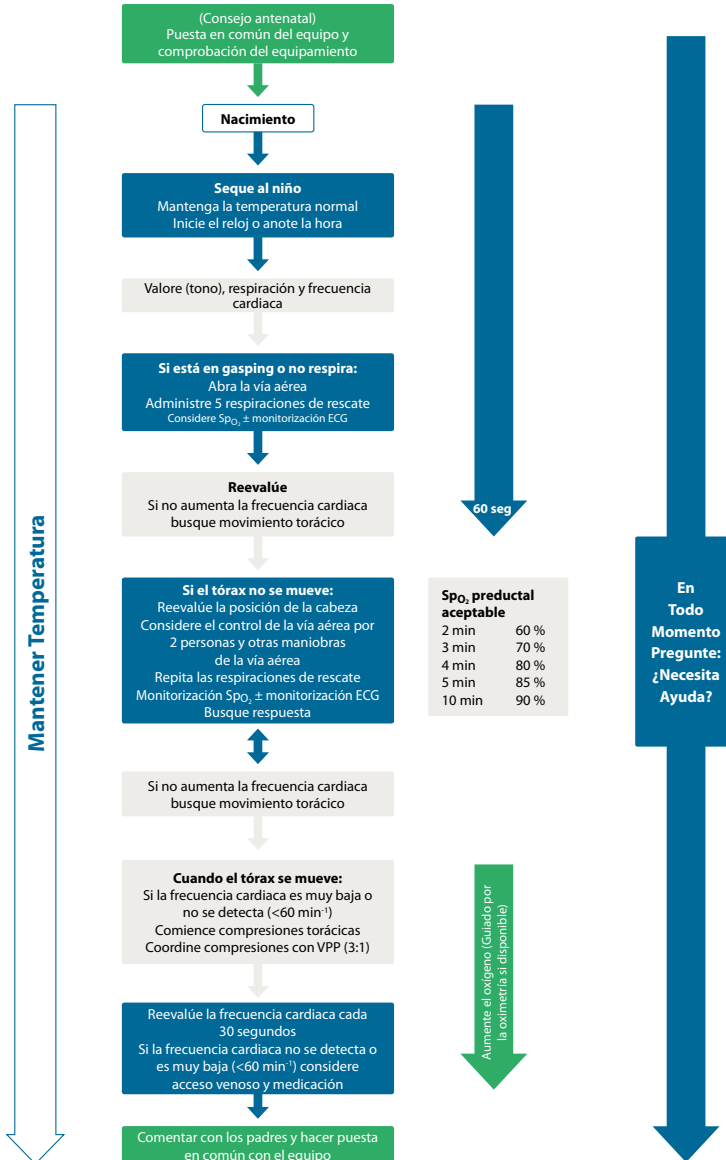 (Consejo antenatal)
Puesta en común del equipo y
comprobación del equipamiento
Nacimiento
Seque al niño
Mantenga la temperatura normal
Inicie el reloj o anote la hora
Valore (tono), respiración y frecuencia
cardiaca
Si está en gasping o no respira:
Abra la vía aérea
Administre 5 respiraciones de rescate
Considere SpO₂ ± monitorización ECG
Reevalúe
Si no aumenta la frecuencia cardiaca
busque movimiento torácico
Si el tórax no se mueve:
Reevalúe la posición de la cabeza
Considere el control de la vía aérea por
2 personas y otras maniobras
de la vía aérea
Repita las respiraciones de rescate
Monitorización SpO₂ ± monitorización ECG
Busque respuesta
Si no aumenta la frecuencia cardiaca
busque movimiento torácico
Cuando el tórax se mueve:
Si la frecuencia cardiaca es muy baja o
no se detecta (<60 min⁻¹)
Comience compresiones torácicas
Coordine compresiones con VPP (3:1)
Reevalúe la frecuencia cardiaca cada
30 segundos
Si la frecuencia cardiaca no se detecta o
es muy baja (<60 min⁻¹) considere
acceso venoso y medicación
Comentar con los padres y hacer puesta
en común con el equipo
Mantener Temperatura
60 seg
SpO₂ preductal
aceptable
2 min 60 %
3 min 70 %
4 min 80 %
5 min 85 %
10 min 90 %
Aumente el oxígeno (Guiado por
la oximetría si disponible)
En
Todo
Momento
Pregunte:
¿Necesita
Ayuda?